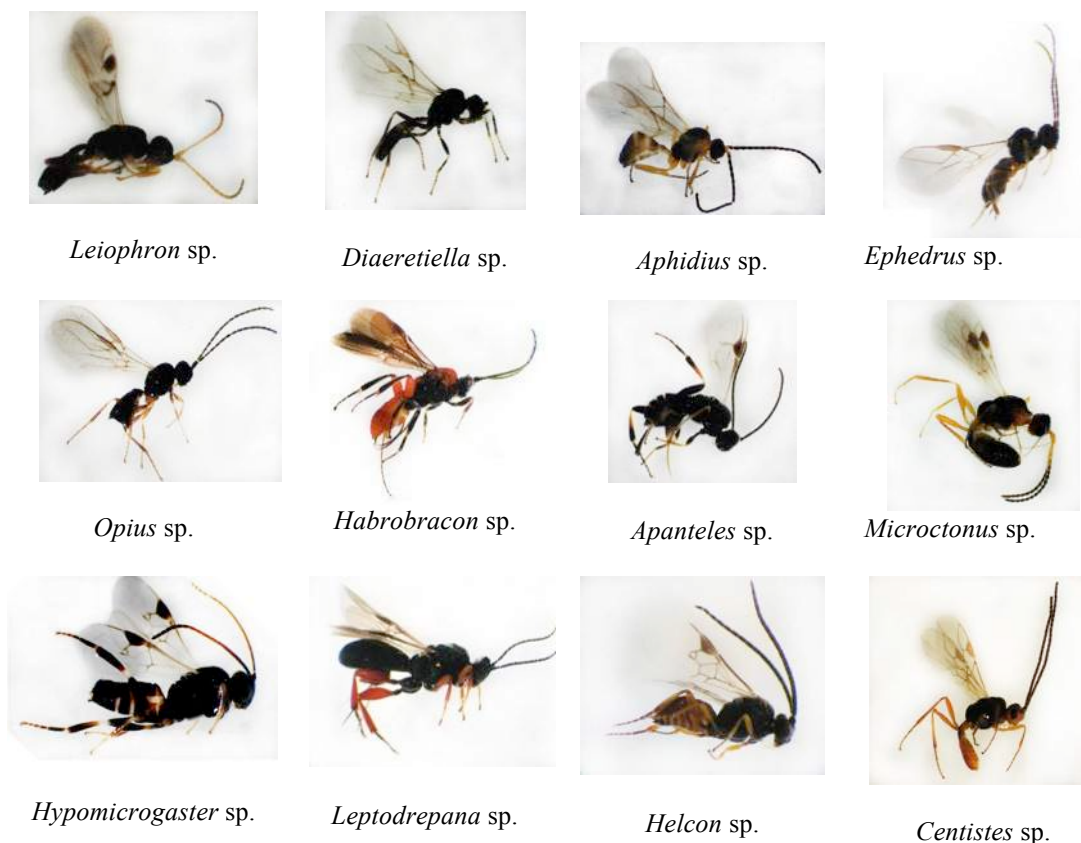 Leiophron sp.
Diaeretiella sp.
Aphidius sp.
Ephedrus sp.
Opius sp.
Habrobracon sp.
Apanteles sp.
Microctonus sp.
Hypomicrogaster sp.
Leptodrepana sp.
Helcon sp.
Centistes sp.